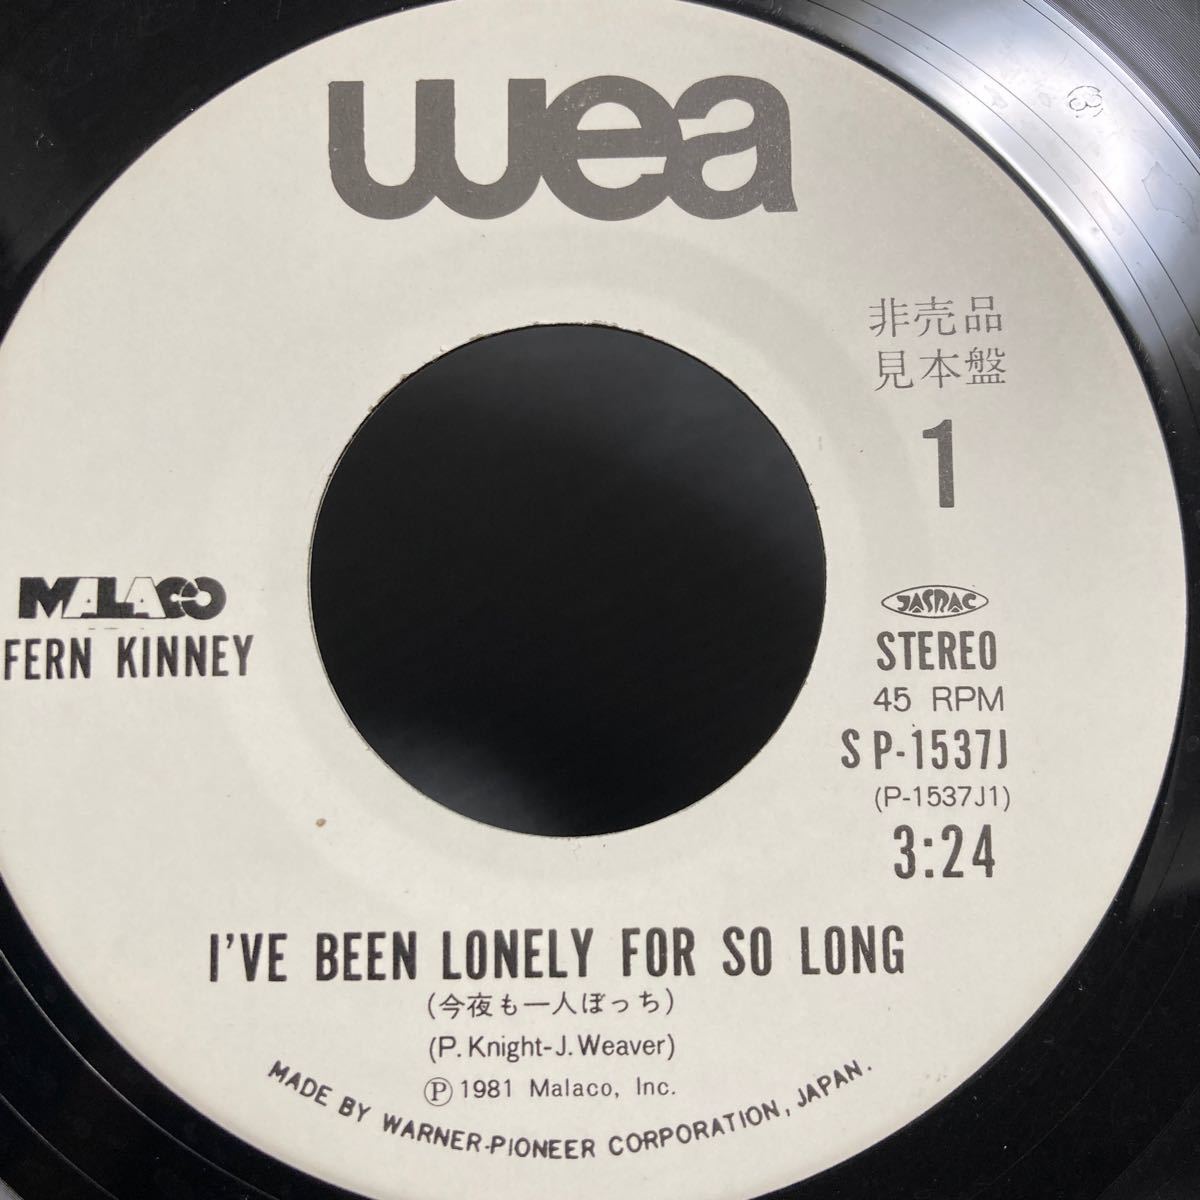 wea
非売品
見本盤
1
MALACO
FERN KINNEY
JASRAC
STEREO
45 RPM
S P-1537J
(P-1537J1)
3:24
I'VE BEEN LONELY FOR SO LONG
(今夜も一人ぼっち)
(P. Knight-J. Weaver)
Ⓟ 1981 Malaco, Inc.
MADE BY WARNER-PIONEER CORPORATION, JAPAN.